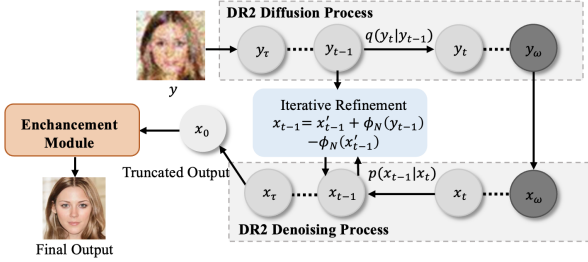 DR2 Diffusion Process
y
y_τ
y_{t−1}
q(y_t|y_{t−1})
y_t
y_ω
Iterative Refinement
x_{t−1} = x'_{t−1} + ϕ_N(y_{t−1})
−ϕ_N(x'_{t−1})
Enchancement
Module
x_0
Truncated Output
x_τ
x_{t−1}
p(x_{t−1}|x_t)
x_t
x_ω
DR2 Denoising Process
Final Output